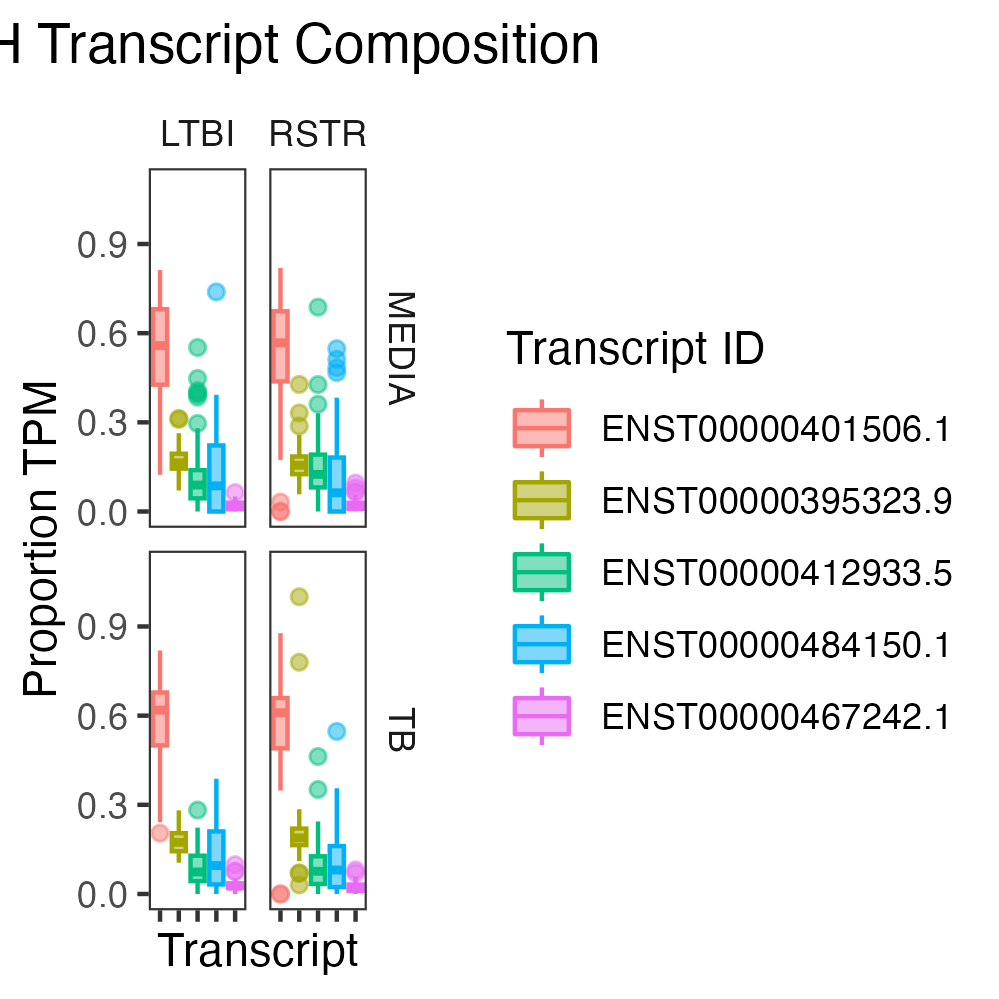 H Transcript Composition
LTBI RSTR
MEDIA
0.9
0.6
0.3
0.0
TB
0.9
0.6
0.3
0.0
Proportion TPM
Transcript
Transcript ID
ENST00000401506.1
ENST00000395323.9
ENST00000412933.5
ENST00000484150.1
ENST00000467242.1